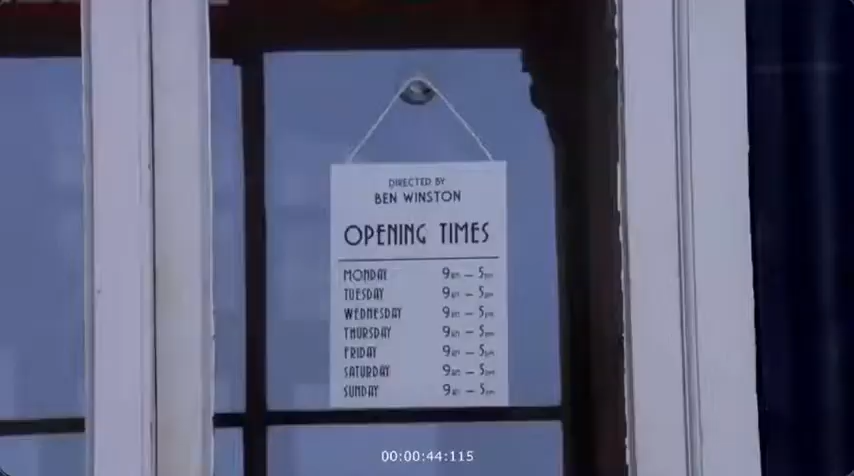 DIRECTED BY
BEN WINSTON
OPENING TIMES
MONDAY 9am – 5pm
TUESDAY 9am – 5pm
WEDNESDAY 9am – 5pm
THURSDAY 9am – 5pm
FRIDAY 9am – 5pm
SATURDAY 9am – 5pm
SUNDAY 9am – 5pm
00:00:44:115